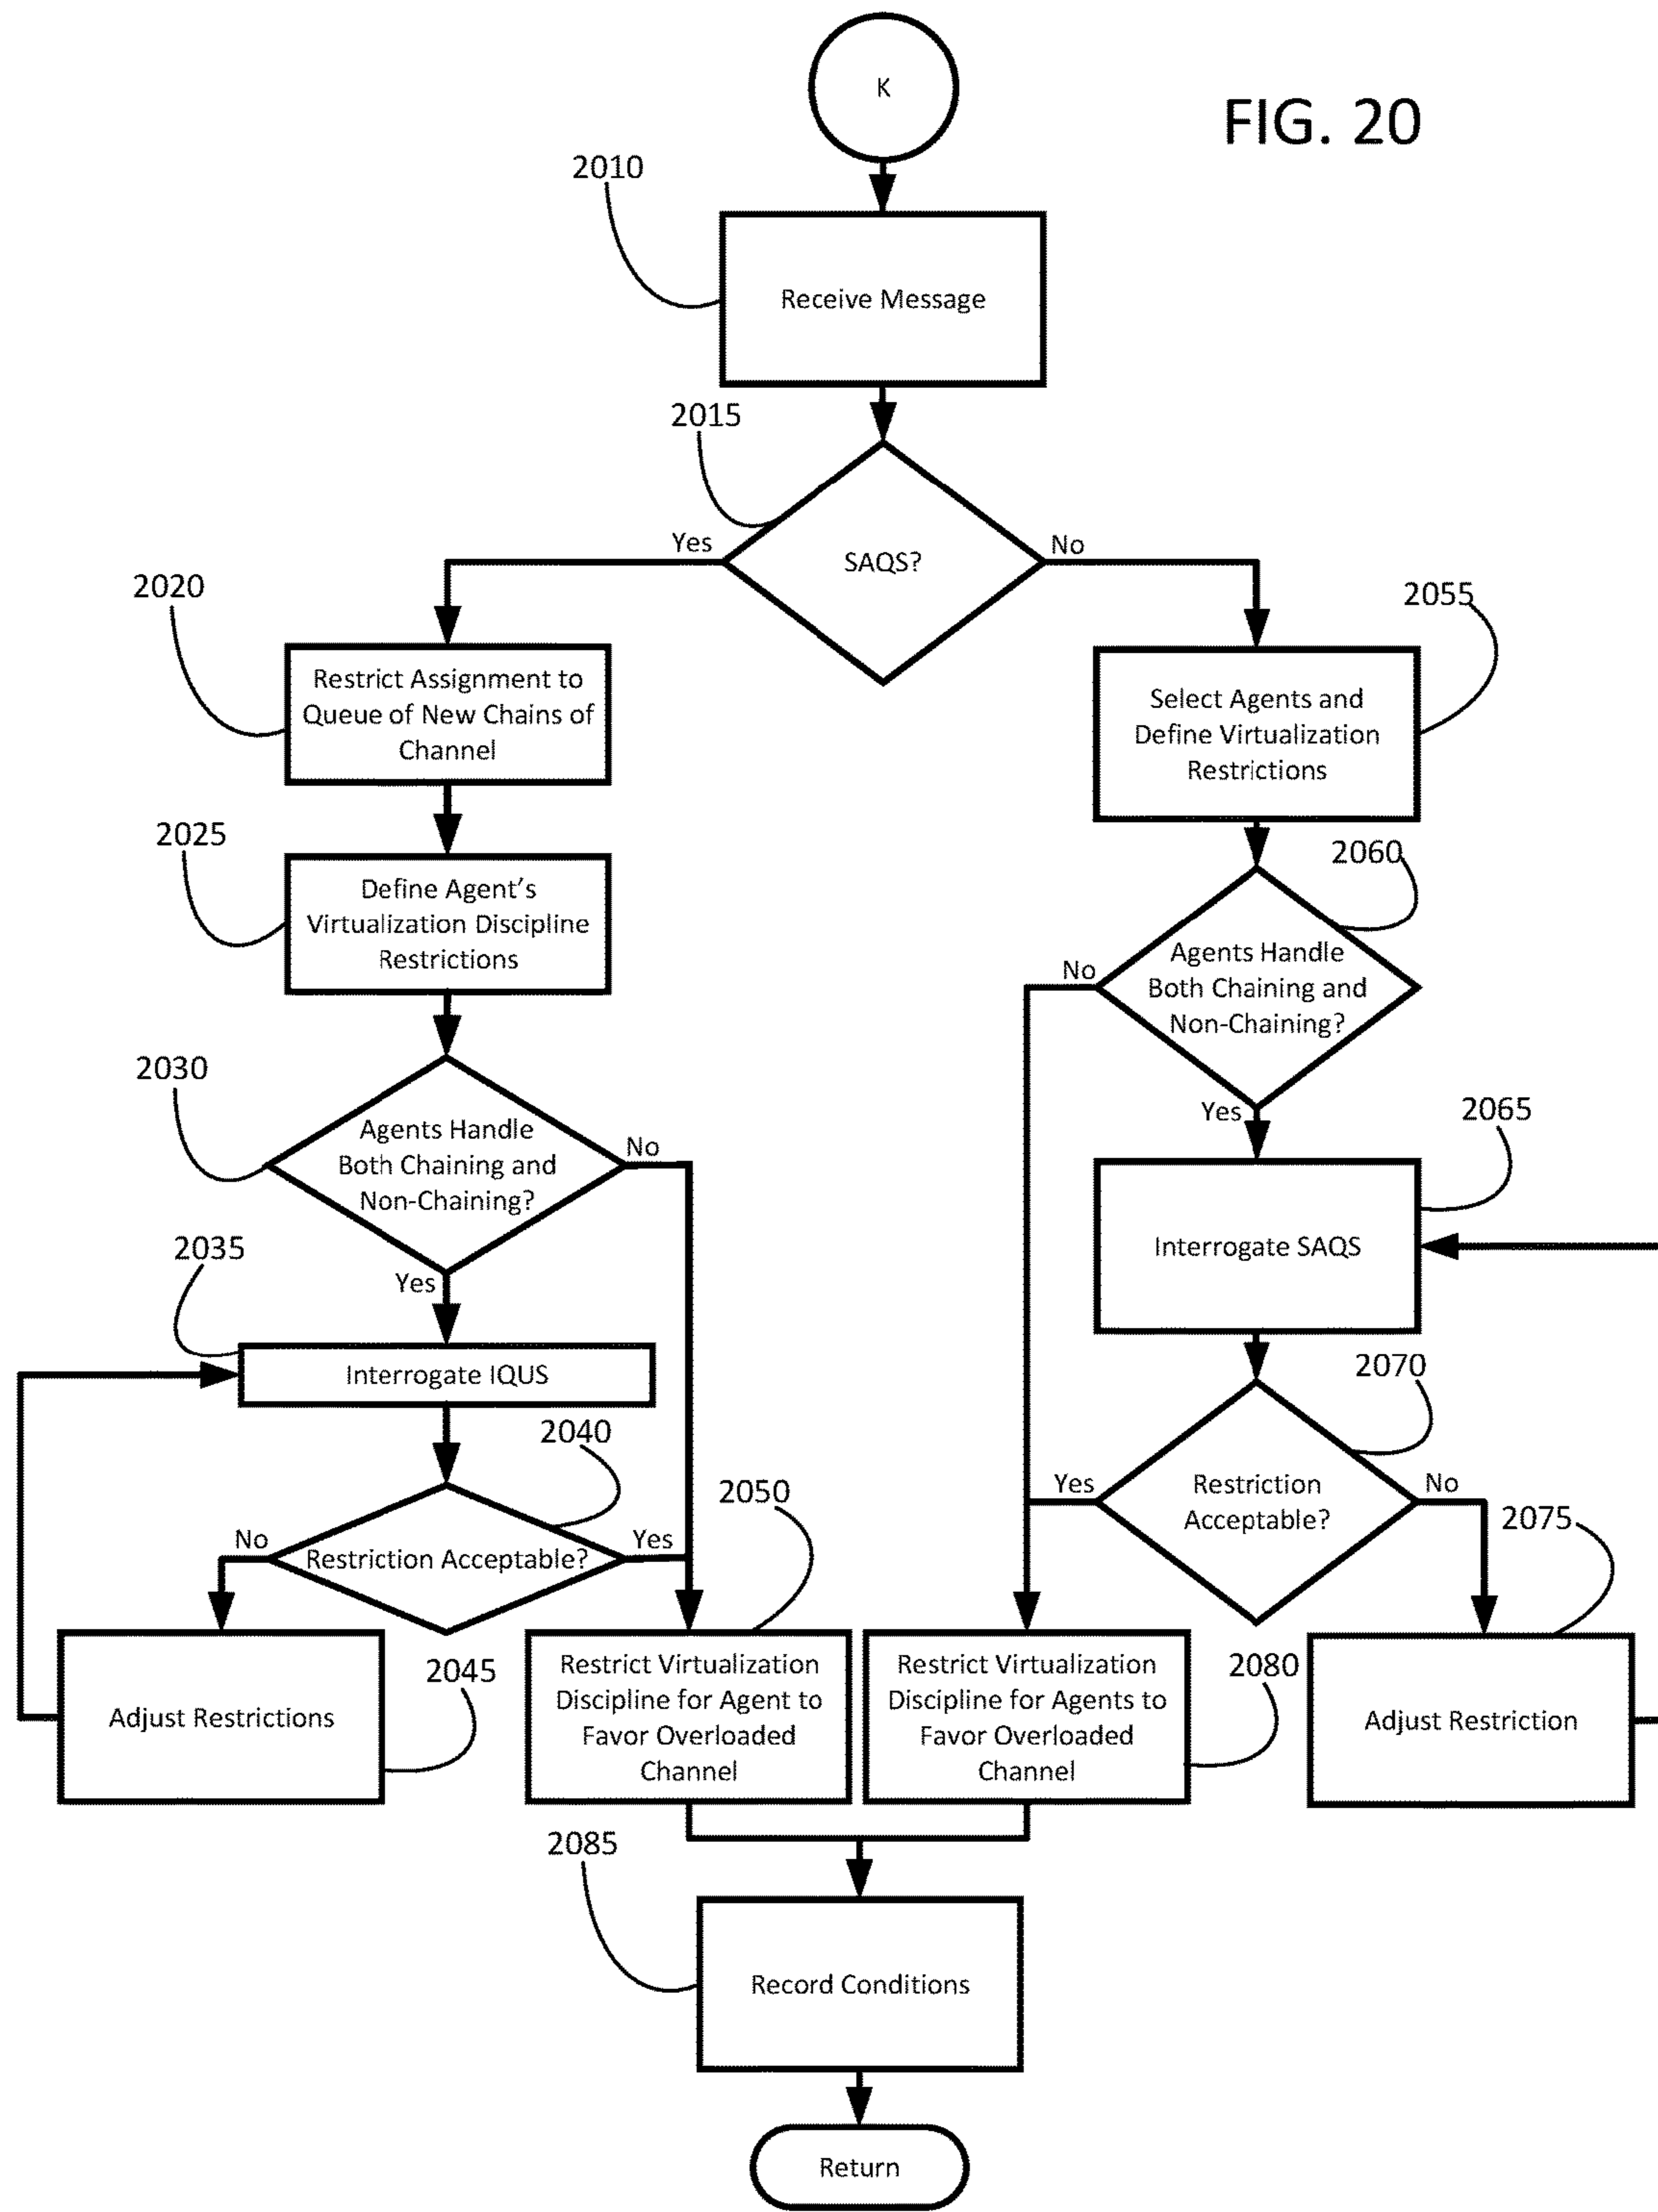 K
FIG. 20
2010
Receive Message
2015
SAQS?
Yes
No
2020
Restrict Assignment to
Queue of New Chains of
Channel
2055
Select Agents and
Define Virtualization
Restrictions
2025
Define Agent's
Virtualization Discipline
Restrictions
2060
Agents Handle
Both Chaining and
Non-Chaining?
No
Yes
2030
Agents Handle
Both Chaining and
Non-Chaining?
No
Yes
2065
Interrogate SAQS
2035
Interrogate IQUS
2070
Restriction
Acceptable?
Yes
No
2040
Restriction Acceptable?
No
Yes
2050
2075
2045
Adjust Restrictions
Restrict Virtualization
Discipline for Agent to
Favor Overloaded
Channel
Restrict Virtualization
Discipline for Agents to
Favor Overloaded
Channel
2080
Adjust Restriction
2085
Record Conditions
Return